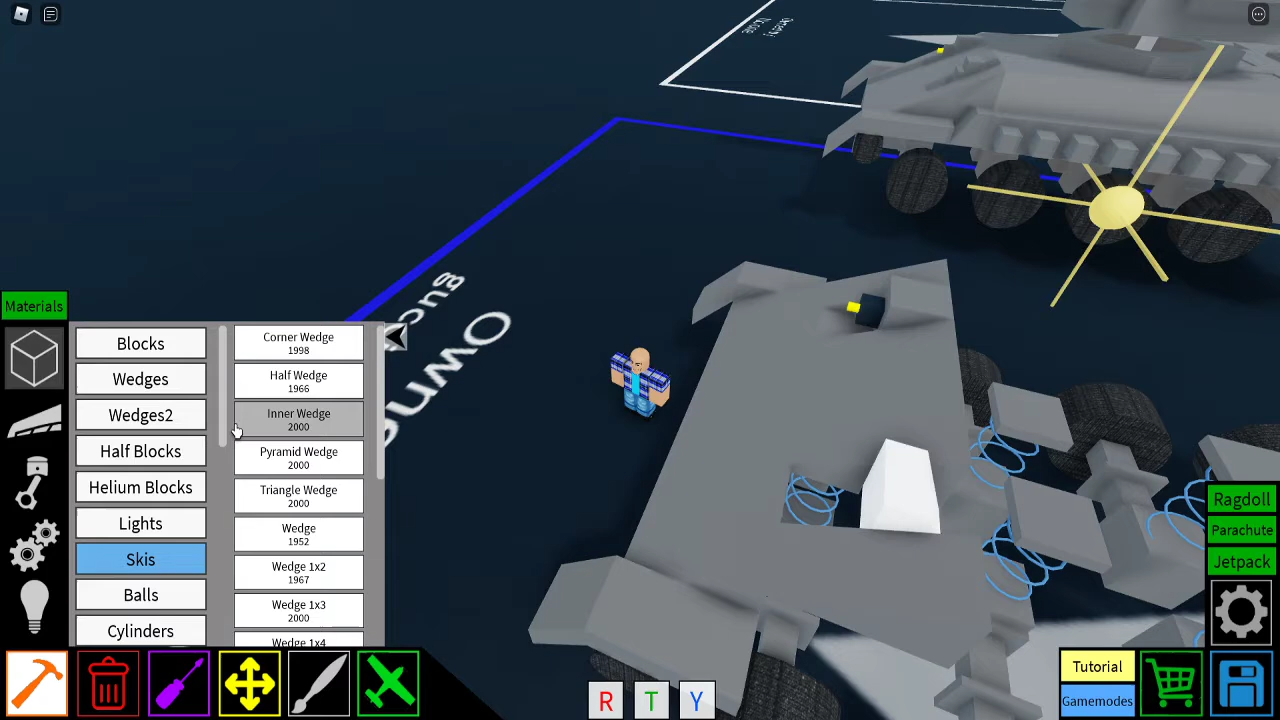 Materials
Blocks
Wedges
Wedges2
Half Blocks
Helium Blocks
Lights
Skis
Balls
Cylinders
Corner Wedge
1998
Half Wedge
1966
Inner Wedge
2000
Pyramid Wedge
2000
Triangle Wedge
2000
Wedge
1952
Wedge 1x2
1967
Wedge 1x3
2000
Wedge 1x4
Ragdoll
Parachute
Jetpack
Tutorial
Gamemodes
R T Y